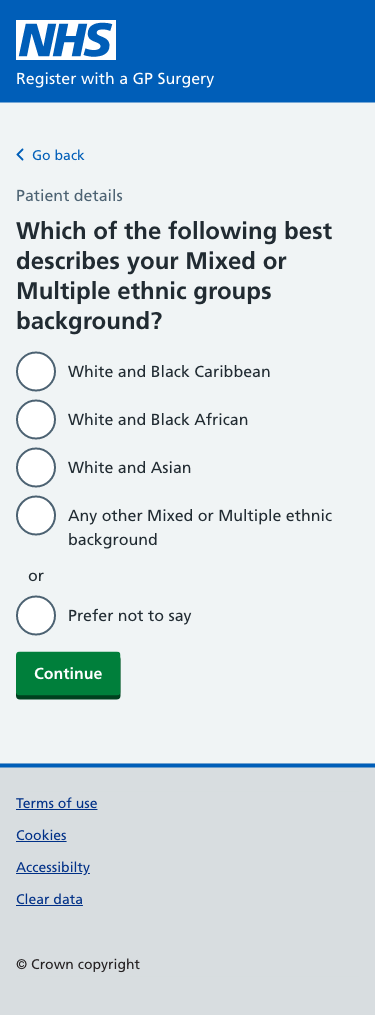 NHS
Register with a GP Surgery
Go back
Patient details
Which of the following best
describes your Mixed or
Multiple ethnic groups
background?
White and Black Caribbean
White and Black African
White and Asian
Any other Mixed or Multiple ethnic
background
or
Prefer not to say
Continue
Terms of use
Cookies
Accessibilty
Clear data
© Crown copyright